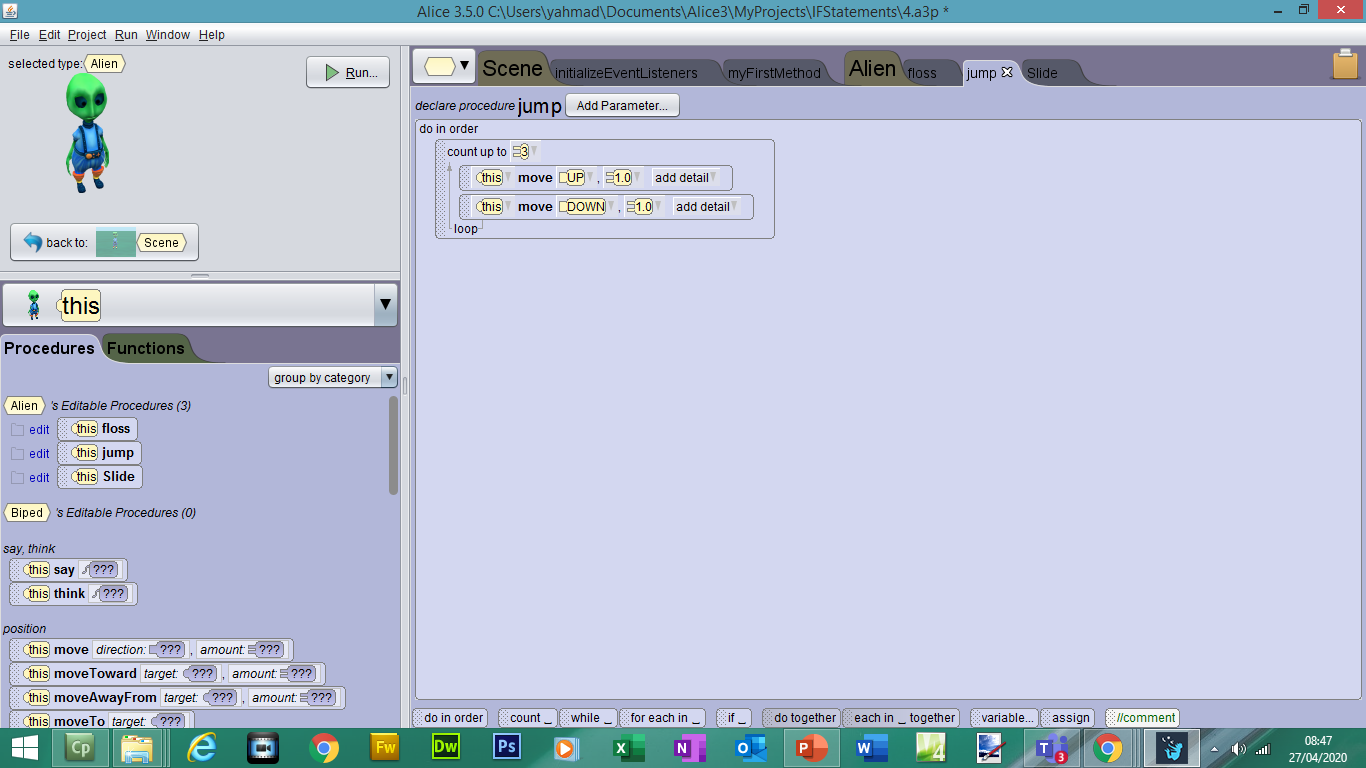 Alice 3.5.0 C:\Users\yahmad\Documents\Alice3\MyProjects\IFStatements\4.a3p *
File Edit Project Run Window Help
selected type: Alien
Run...
back to: Scene
this
Procedures Functions
group by category
Alien 's Editable Procedures (3)
edit this floss
edit this jump
edit this Slide
Biped 's Editable Procedures (0)
say, think
this say ???
this think ???
position
this move direction: ??? , amount: ???
this moveToward target: ??? , amount: ???
this moveAwayFrom target: ??? , amount: ???
this moveTo target: ???
Scene initializeEventListeners myFirstMethod Alien floss jump Slide
declare procedure jump Add Parameter...
do in order
count up to 3
this move UP , 1.0 add detail
this move DOWN , 1.0 add detail
loop
do in order count _ while _ for each in _ if _ do together each in _ together variable... assign //comment
Cp Fw Dw Ps X N O P W 4 T 3
08:47
27/04/2020